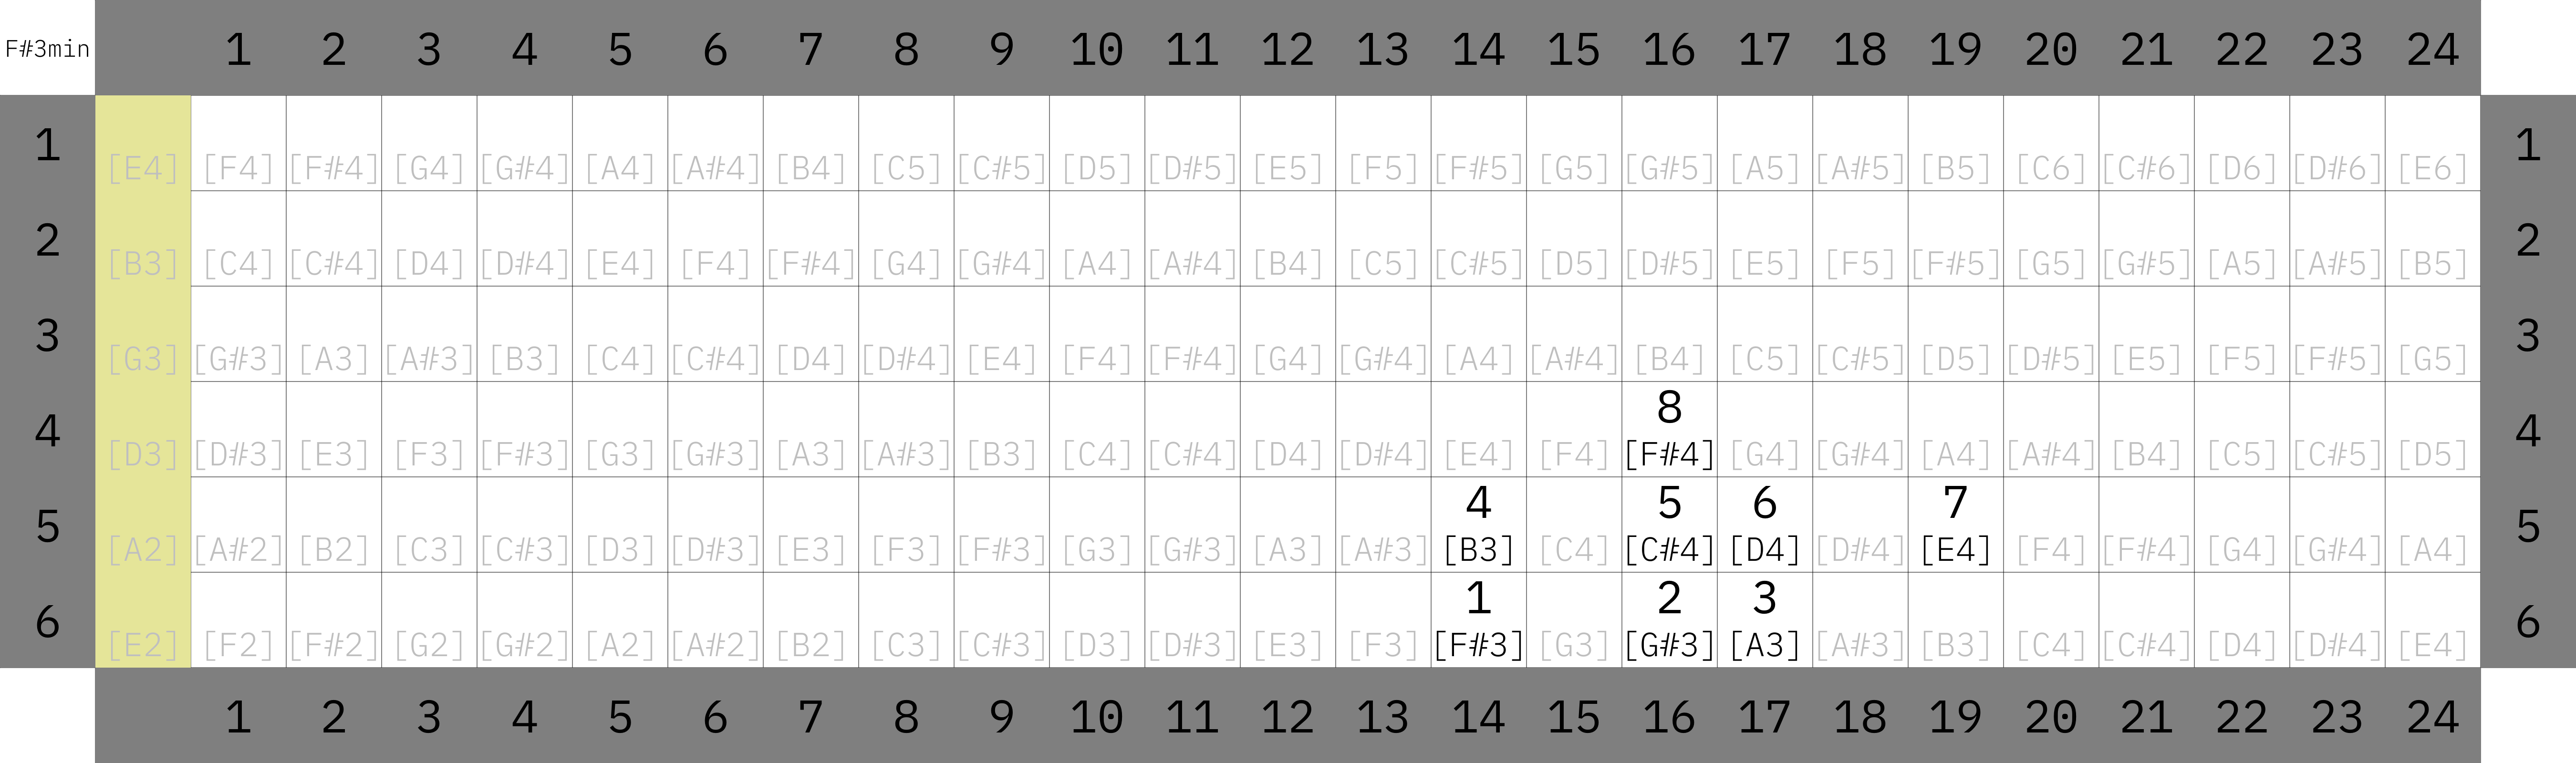 F#3min 1 2 3 4 5 6 7 8 9 10 11 12 13 14 15 16 17 18 19 20 21 22 23 24
1 [E4] [F4] [F#4] [G4] [G#4] [A4] [A#4] [B4] [C5] [C#5] [D5] [D#5] [E5] [F5] [F#5] [G5] [G#5] [A5] [A#5] [B5] [C6] [C#6] [D6] [D#6] [E6] 1
2 [B3] [C4] [C#4] [D4] [D#4] [E4] [F4] [F#4] [G4] [G#4] [A4] [A#4] [B4] [C5] [C#5] [D5] [D#5] [E5] [F5] [F#5] [G5] [G#5] [A5] [A#5] [B5] 2
3 [G3] [G#3] [A3] [A#3] [B3] [C4] [C#4] [D4] [D#4] [E4] [F4] [F#4] [G4] [G#4] [A4] [A#4] [B4] [C5] [C#5] [D5] [D#5] [E5] [F5] [F#5] [G5] 3
8
4 [D3] [D#3] [E3] [F3] [F#3] [G3] [G#3] [A3] [A#3] [B3] [C4] [C#4] [D4] [D#4] [E4] [F4] [F#4] [G4] [G#4] [A4] [A#4] [B4] [C5] [C#5] [D5] 4
4 5 6 7
5 [A2] [A#2] [B2] [C3] [C#3] [D3] [D#3] [E3] [F3] [F#3] [G3] [G#3] [A3] [A#3] [B3] [C4] [C#4] [D4] [D#4] [E4] [F4] [F#4] [G4] [G#4] [A4] 5
1 2 3
6 [E2] [F2] [F#2] [G2] [G#2] [A2] [A#2] [B2] [C3] [C#3] [D3] [D#3] [E3] [F3] [F#3] [G3] [G#3] [A3] [A#3] [B3] [C4] [C#4] [D4] [D#4] [E4] 6
1 2 3 4 5 6 7 8 9 10 11 12 13 14 15 16 17 18 19 20 21 22 23 24